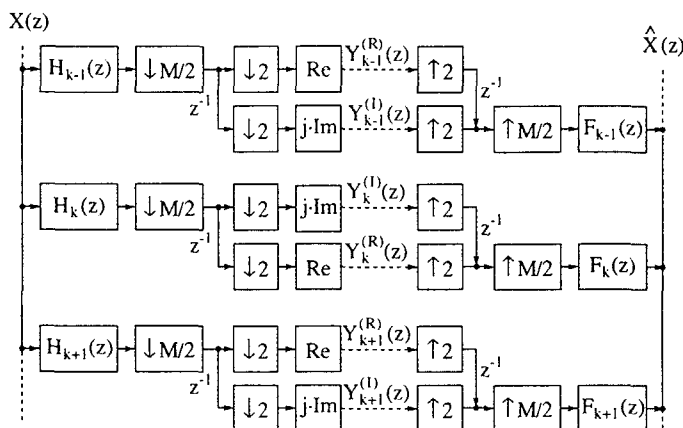 X(z)
X̂(z)
H_{k-1}(z) ↓M/2 ↓2 Re Y_{k-1}^{(R)}(z) ↑2
z^{-1} z^{-1}
↓2 j·Im Y_{k-1}^{(I)}(z) ↑2 ↑M/2 F_{k-1}(z)
H_k(z) ↓M/2 ↓2 j·Im Y_k^{(I)}(z) ↑2
z^{-1} z^{-1}
↓2 Re Y_k^{(R)}(z) ↑2 ↑M/2 F_k(z)
H_{k+1}(z) ↓M/2 ↓2 Re Y_{k+1}^{(R)}(z) ↑2
z^{-1} z^{-1}
↓2 j·Im Y_{k+1}^{(I)}(z) ↑2 ↑M/2 F_{k+1}(z)